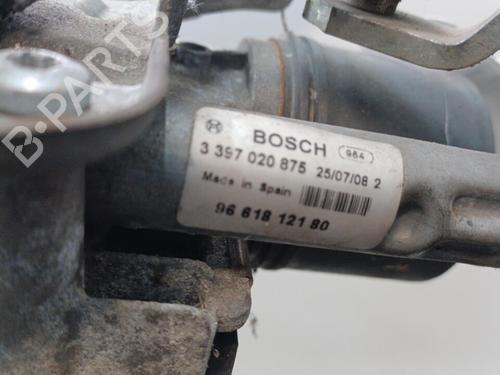 B-PARTS
BOSCH 984
3 397 020 875 25/07/08 2
Made in Spain
96 618 121 80